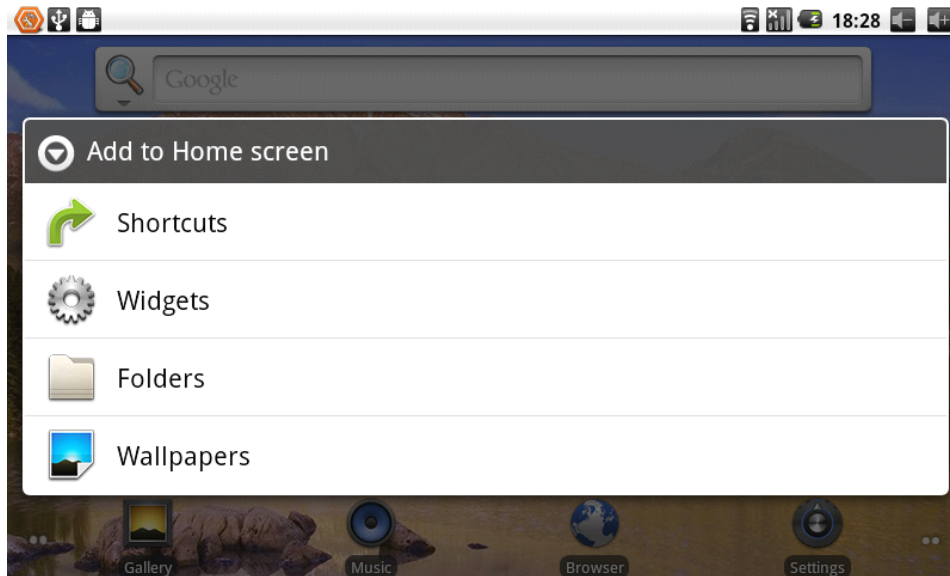 18:28
Google
Add to Home screen
Shortcuts
Widgets
Folders
Wallpapers
Gallery Music Browser Settings